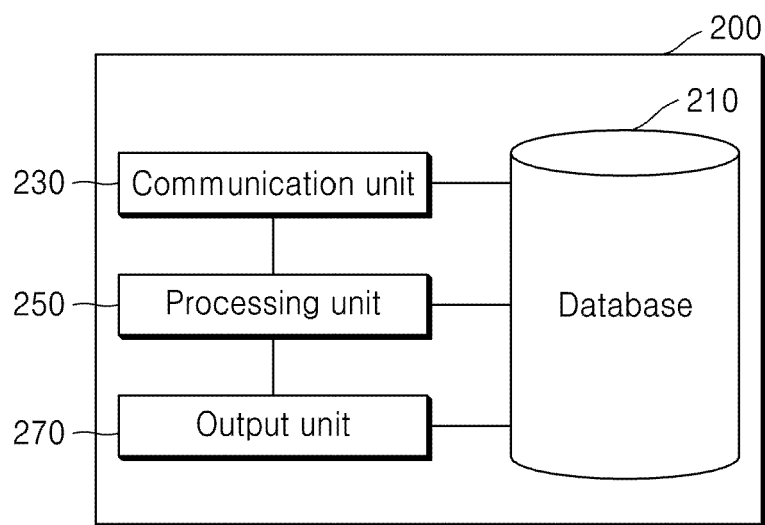 200
210
230
Communication unit
250
Processing unit
Database
270
Output unit